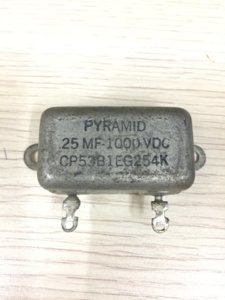 PYRAMID
.25 MF-1000 VDC
CP53B1EG254K